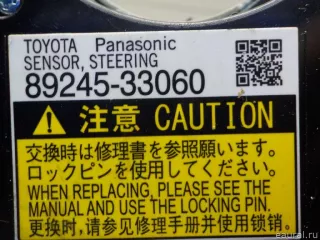 TOYOTA Panasonic
SENSOR, STEERING
89245-33060
注意 CAUTION
交換時は修理書を参照願います。
ロックピンを使用してください。
WHEN REPLACING, PLEASE SEE THE
MANUAL AND USE THE LOCKING PIN.
更换时,请参见修理手册并使用锁销.
eaural.ru